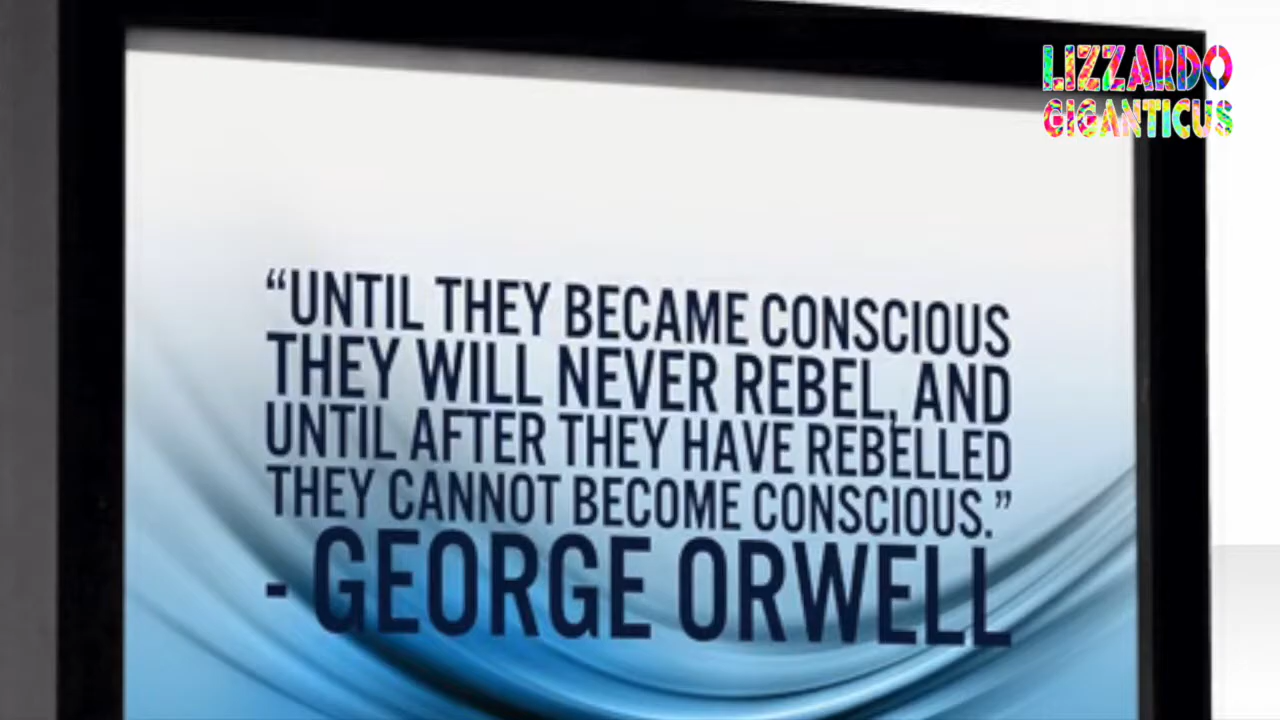 LIZZARDO
GIGANTICUS
“UNTIL THEY BECAME CONSCIOUS
THEY WILL NEVER REBEL, AND
UNTIL AFTER THEY HAVE REBELLED
THEY CANNOT BECOME CONSCIOUS.”
- GEORGE ORWELL